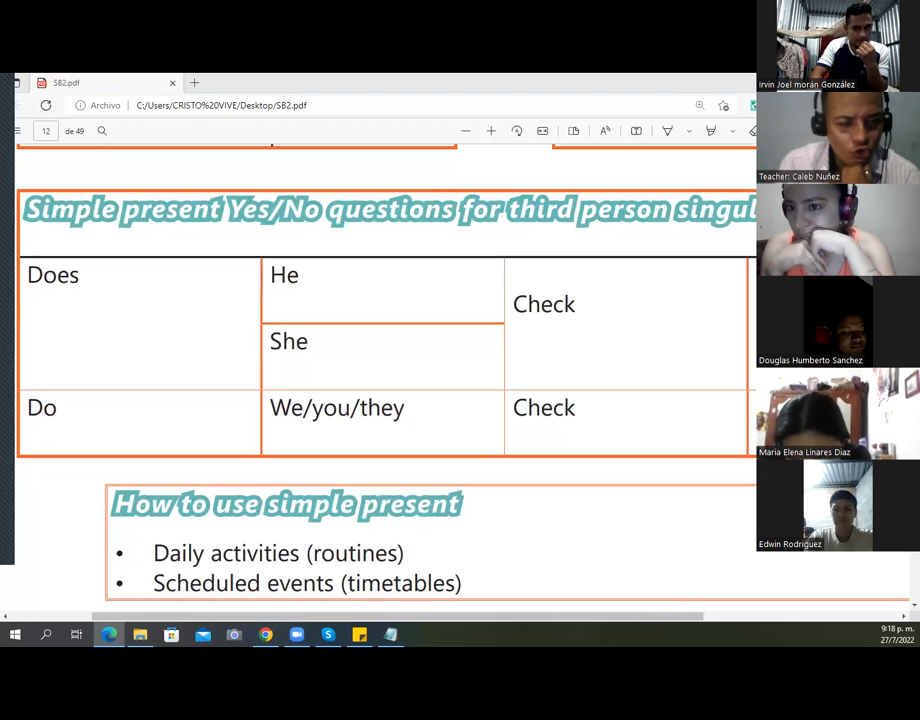 SB2.pdf
Archivo
C:/Users/CRISTO%20VIVE/Desktop/SB2.pdf
12
de 49
Simple present Yes/No questions for third person singul
Does
He
Check
She
Do
We/you/they
Check
How to use simple present
• Daily activities (routines)
• Scheduled events (timetables)
9:18 p. m.
27/7/2022
Irvin Joel morán González
Teacher: Caleb Nuñez
Douglas Humberto Sanchez
Maria Elena Linares Diaz
Edwin Rodriguez